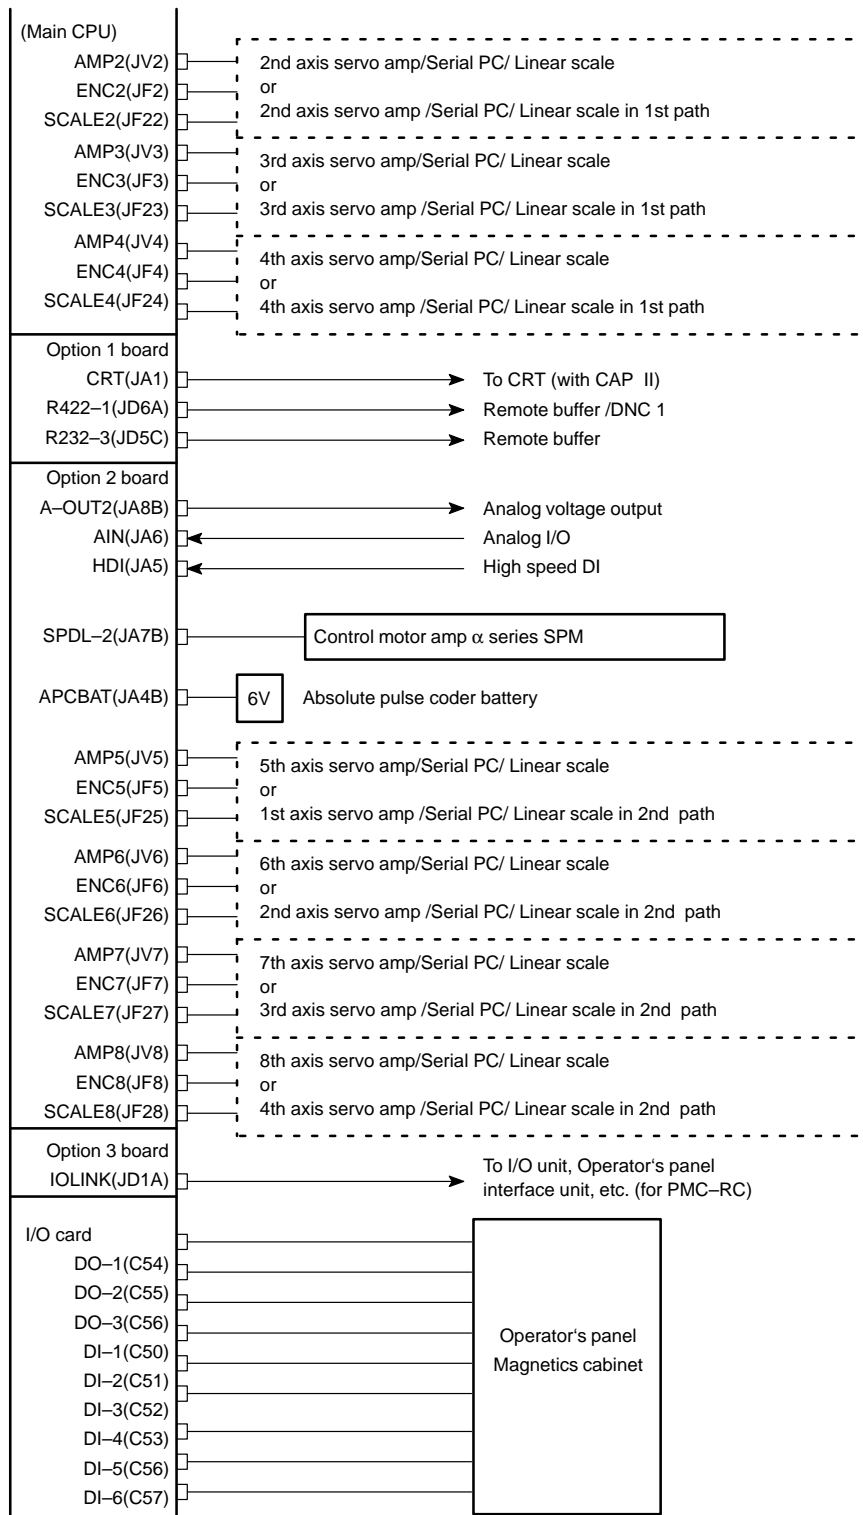 (Main CPU)
AMP2(JV2)
2nd axis servo amp/Serial PC/ Linear scale
ENC2(JF2)
or
SCALE2(JF22)
2nd axis servo amp /Serial PC/ Linear scale in 1st path
AMP3(JV3)
3rd axis servo amp/Serial PC/ Linear scale
ENC3(JF3)
or
SCALE3(JF23)
3rd axis servo amp /Serial PC/ Linear scale in 1st path
AMP4(JV4)
4th axis servo amp/Serial PC/ Linear scale
ENC4(JF4)
or
SCALE4(JF24)
4th axis servo amp /Serial PC/ Linear scale in 1st path
Option 1 board
CRT(JA1)
To CRT (with CAP II)
R422–1(JD6A)
Remote buffer /DNC 1
R232–3(JD5C)
Remote buffer
Option 2 board
A–OUT2(JA8B)
Analog voltage output
AIN(JA6)
Analog I/O
HDI(JA5)
High speed DI
SPDL–2(JA7B)
Control motor amp α series SPM
APCBAT(JA4B)
6V
Absolute pulse coder battery
AMP5(JV5)
5th axis servo amp/Serial PC/ Linear scale
ENC5(JF5)
or
SCALE5(JF25)
1st axis servo amp /Serial PC/ Linear scale in 2nd path
AMP6(JV6)
6th axis servo amp/Serial PC/ Linear scale
ENC6(JF6)
or
SCALE6(JF26)
2nd axis servo amp /Serial PC/ Linear scale in 2nd path
AMP7(JV7)
7th axis servo amp/Serial PC/ Linear scale
ENC7(JF7)
or
SCALE7(JF27)
3rd axis servo amp /Serial PC/ Linear scale in 2nd path
AMP8(JV8)
8th axis servo amp/Serial PC/ Linear scale
ENC8(JF8)
or
SCALE8(JF28)
4th axis servo amp /Serial PC/ Linear scale in 2nd path
Option 3 board
IOLINK(JD1A)
To I/O unit, Operator‘s panel
interface unit, etc. (for PMC–RC)
I/O card
DO–1(C54)
DO–2(C55)
DO–3(C56)
DI–1(C50)
DI–2(C51)
DI–3(C52)
DI–4(C53)
DI–5(C56)
DI–6(C57)
Operator‘s panel
Magnetics cabinet